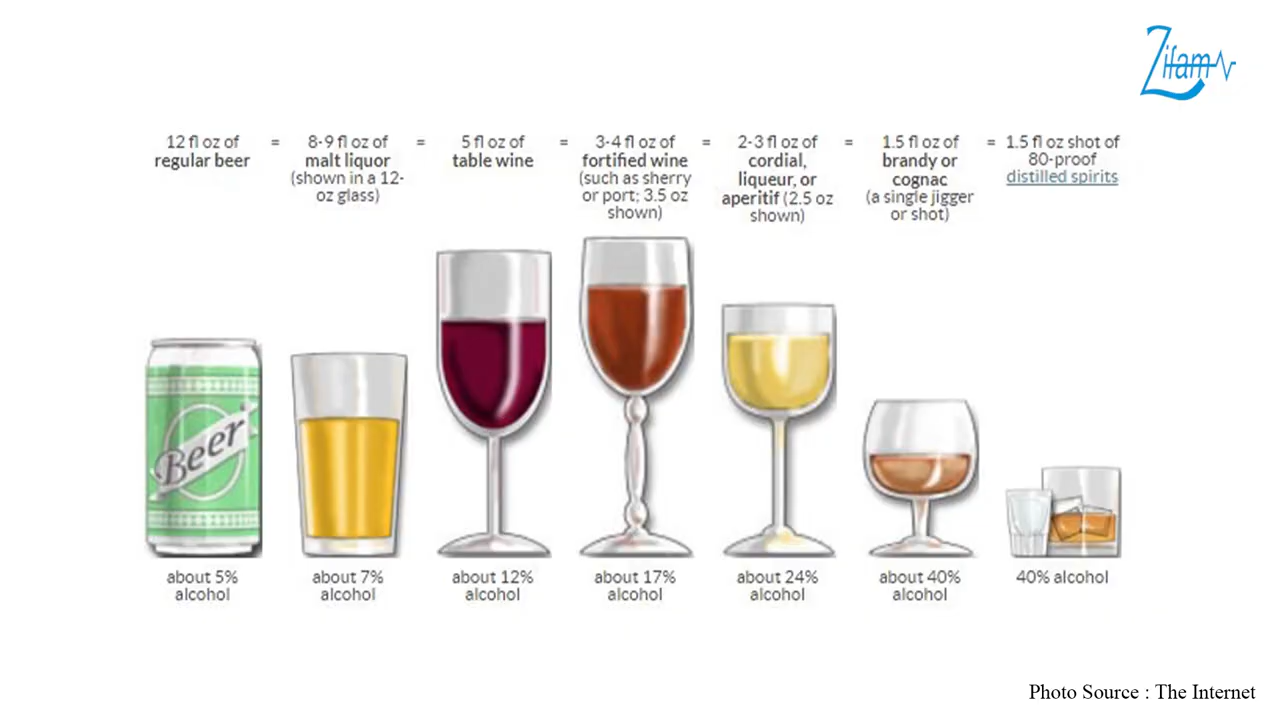 Zifam
12 fl oz of
regular beer
=
8-9 fl oz of
malt liquor
(shown in a 12-
oz glass)
=
5 fl oz of
table wine
=
3-4 fl oz of
fortified wine
(such as sherry
or port; 3.5 oz
shown)
=
2-3 fl oz of
cordial,
liqueur, or
aperitif (2.5 oz
shown)
=
1.5 fl oz of
brandy or
cognac
(a single jigger
or shot)
=
1.5 fl oz shot of
80-proof
distilled spirits
Beer
about 5%
alcohol
about 7%
alcohol
about 12%
alcohol
about 17%
alcohol
about 24%
alcohol
about 40%
alcohol
40% alcohol
Photo Source : The Internet